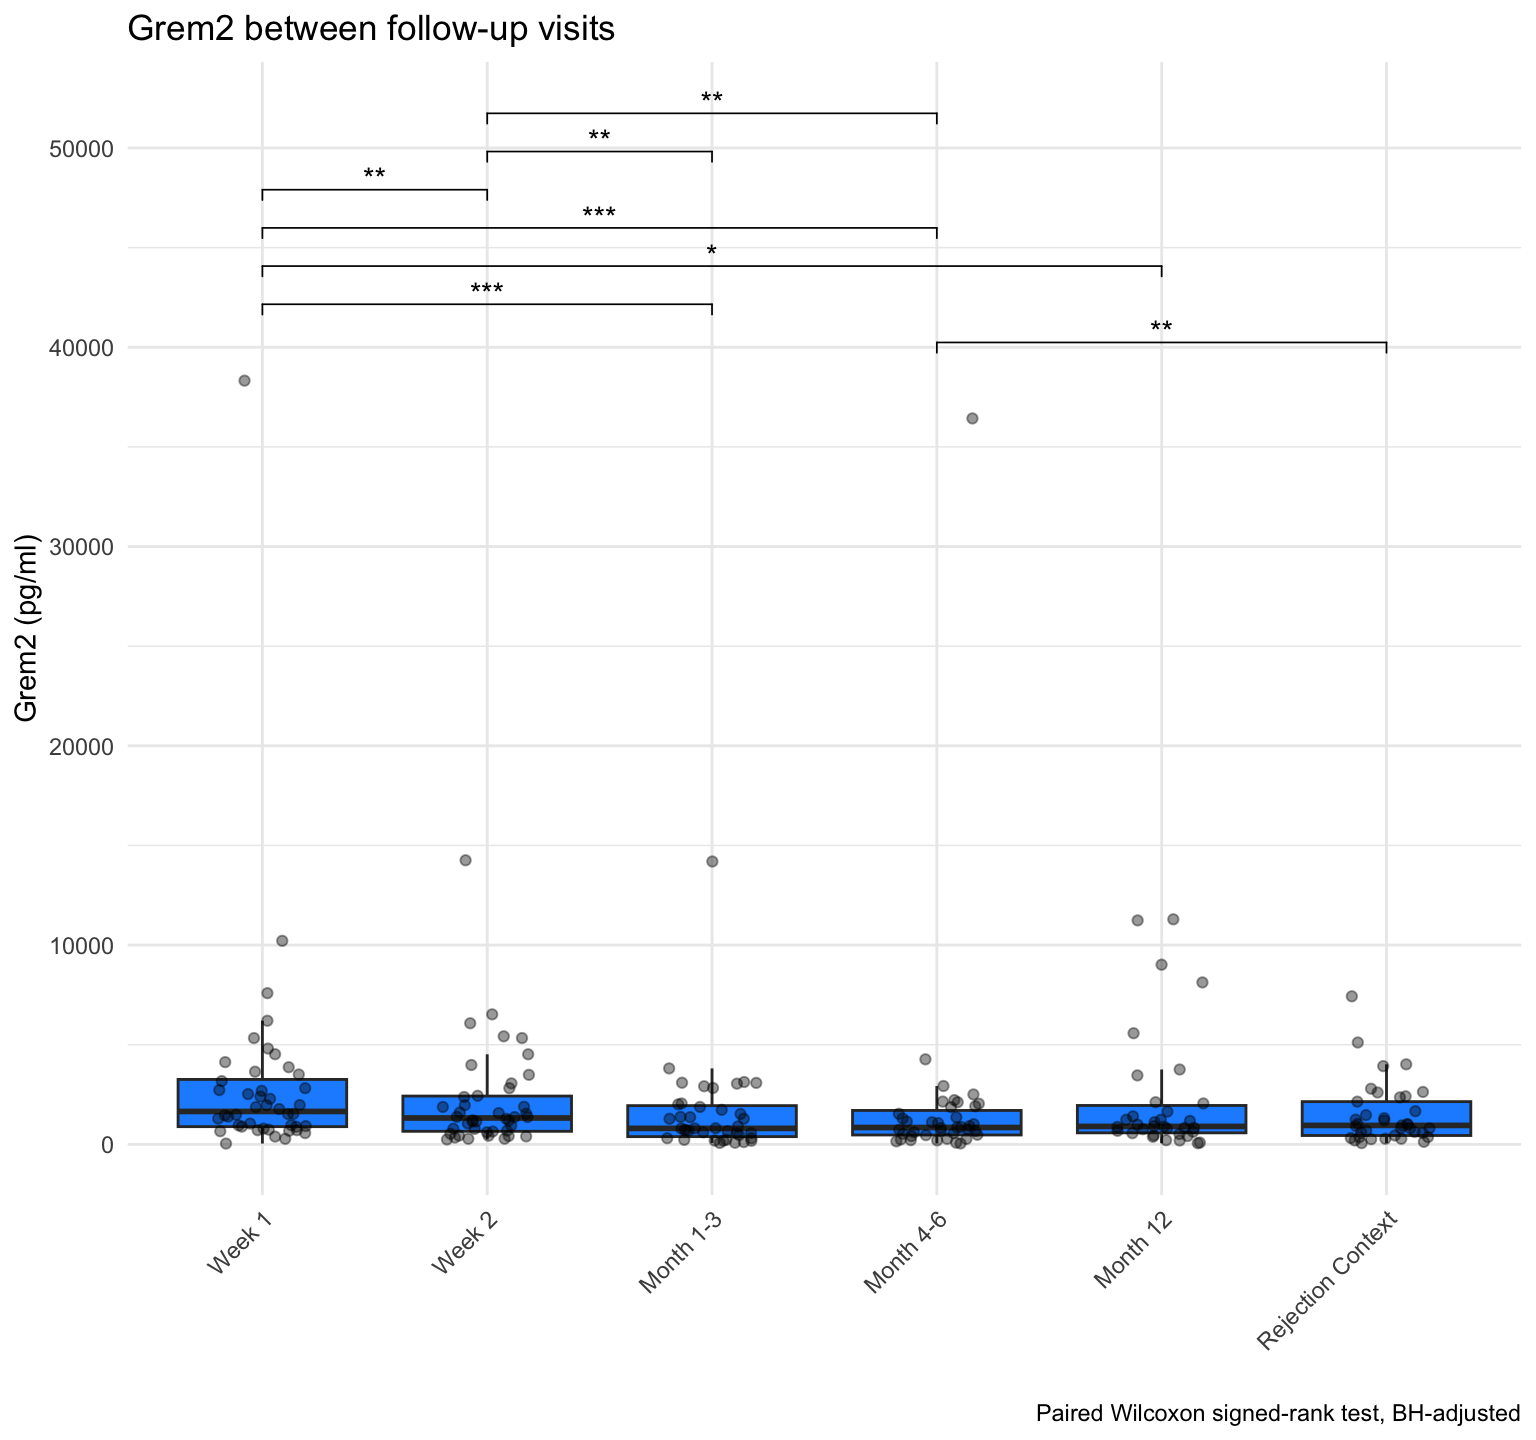 Grem2 between follow-up visits
**
50000
**
**
***
*
***
**
40000
30000
Grem2 (pg/ml)
20000
10000
0
Week 1
Week 2
Month 1-3
Month 4-6
Month 12
Rejection Context
Paired Wilcoxon signed-rank test, BH-adjusted